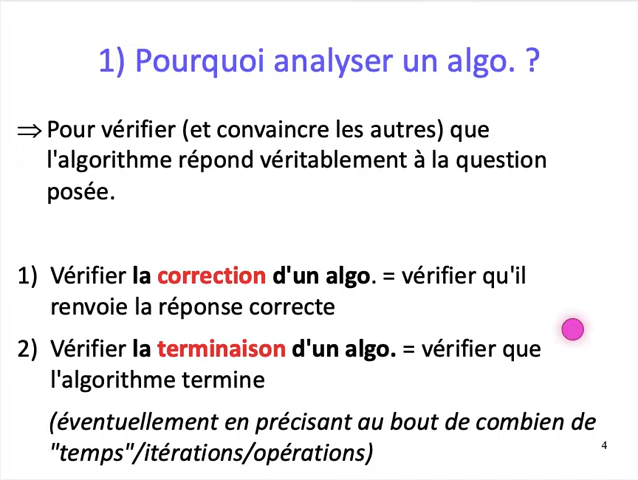 1) Pourquoi analyser un algo. ?
⇒ Pour vérifier (et convaincre les autres) que
l'algorithme répond véritablement à la question
posée.
1) Vérifier la correction d'un algo. = vérifier qu'il
renvoie la réponse correcte
2) Vérifier la terminaison d'un algo. = vérifier que
l'algorithme termine
(éventuellement en précisant au bout de combien de
"temps"/itérations/opérations)
4